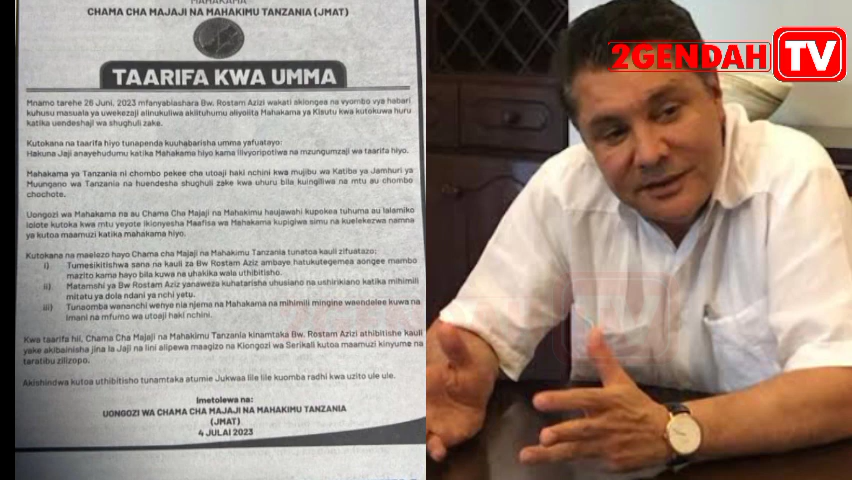 MAHAKAMA
CHAMA CHA MAJAJI NA MAHAKIMU TANZANIA (JMAT)
TAARIFA KWA UMMA
Mnamo tarehe 26 Juni, 2023 mfanyabiashara Bw. Rostam Azizi wakati akiongea na vyombo vya habari
kuhusu masuala ya uwekezaji alinukuliwa akiituhumu aliyoiita Mahakama ya Kisutu kwa kutokuwa huru
katika uendeshaji wa shughuli zake.
Kutokana na taarifa hiyo tunapenda kuuhabarisha umma yafuatayo:
Hakuna Jaji anayehudumu katika Mahakama hiyo kama ilivyoripotiwa na mzungumzaji wa taarifa hiyo.
Mahakama ya Tanzania ni chombo pekee cha utoaji haki nchini kwa mujibu wa Katiba ya Jamhuri ya
Muungano wa Tanzania na huendesha shughuli zake kwa uhuru bila kuingiliwa na mtu au chombo
chochote.
Uongozi wa Mahakama na au Chama Cha Majaji na Mahakimu haujawahi kupokea tuhuma au lalamiko
lolote kutoka kwa mtu yeyote ikionyesha Maafisa wa Mahakama kupigiwa simu na kuelekezwa namna
ya kutoa maamuzi katika mahakama hiyo.
Kutokana na maelezo hayo Chama cha Majaji na Mahakimu Tanzania tunatoa kauli zifuatazo;
i) Tumesikitishwa sana na kauli za Bw Rostam Aziz ambaye hatukutegemea aongee mambo
mazito kama hayo bila kuwa na uhakika wala uthibitisho.
ii) Matamshi ya Bw Rostam Aziz yanaweza kuhatarisha uhusiano na ushirikiano katika mihimili
mitatu ya dola ndani ya nchi yetu.
iii) Tunaomba wananchi wenye nia njema na Mahakama na mihimili mingine waendelee kuwa na
imani na mfumo wa utoaji haki nchini.
Kwa taarifa hii, Chama Cha Majaji na Mahakimu Tanzania kinamtaka Bw. Rostam Azizi athibitishe kauli
yake akibainisha jina la Jaji na lini alipewa maagizo na Kiongozi wa Serikali kutoa maamuzi kinyume na
taratibu zilizopo.
Akishindwa kutoa uthibitisho tunamtaka atumie Jukwaa lile lile kuomba radhi kwa uzito ule ule.
Imetolewa na:
UONGOZI WA CHAMA CHA MAJAJI NA MAHAKIMU TANZANIA
(JMAT)
4 JULAI 2023
2GENDAH TV